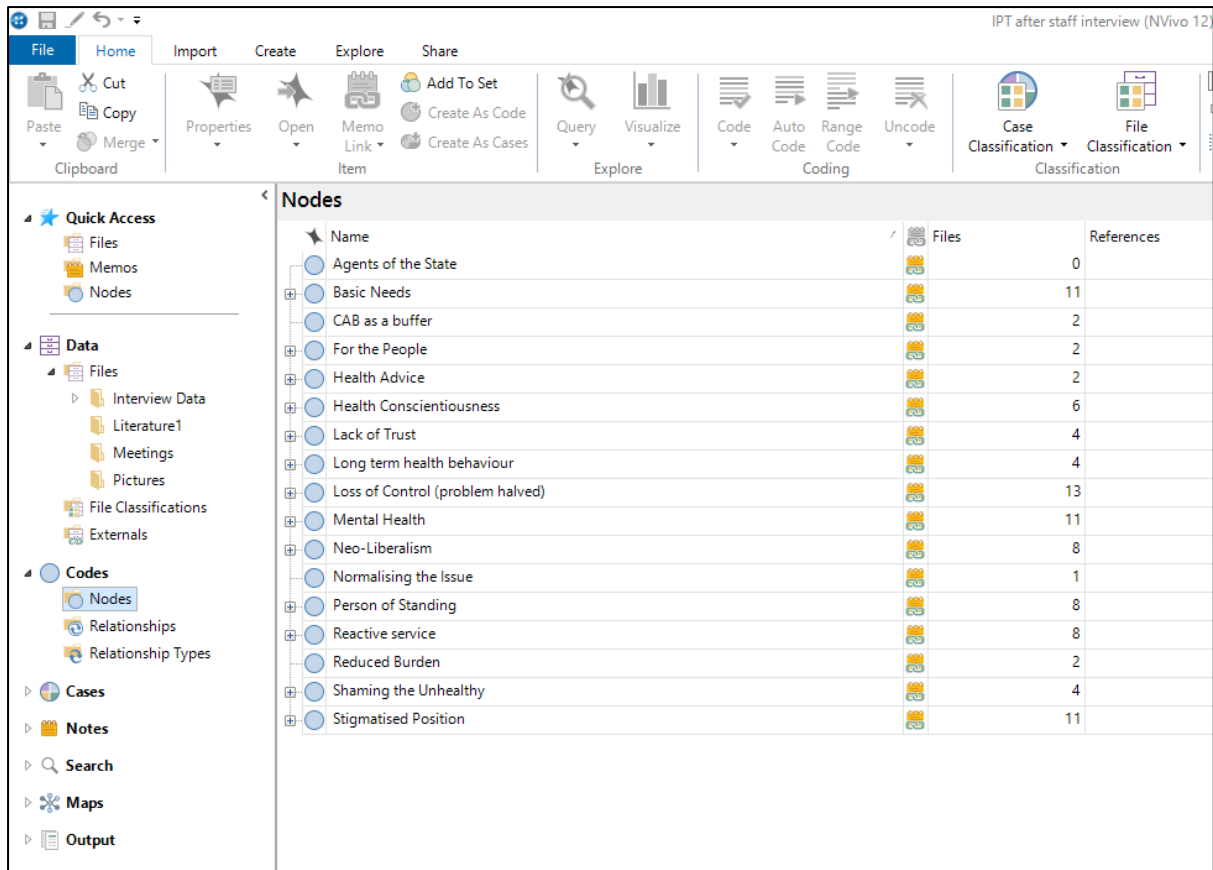 IPT after staff interview (NVivo 12)
File Home Import Create Explore Share
Paste
Cut
Copy
Merge
Clipboard
Properties
Open
Memo Link
Add To Set
Create As Code
Create As Cases
Item
Query
Visualize
Explore
Code
Auto Code
Range Code
Uncode
Coding
Case Classification
File Classification
Classification
Quick Access
Files
Memos
Nodes
Data
Files
Interview Data
Literature1
Meetings
Pictures
File Classifications
Externals
Codes
Nodes
Relationships
Relationship Types
Cases
Notes
Search
Maps
Output
Nodes
Name Files References
Agents of the State 0
Basic Needs 11
CAB as a buffer 2
For the People 2
Health Advice 2
Health Conscientiousness 6
Lack of Trust 4
Long term health behaviour 4
Loss of Control (problem halved) 13
Mental Health 11
Neo-Liberalism 8
Normalising the Issue 1
Person of Standing 8
Reactive service 8
Reduced Burden 2
Shaming the Unhealthy 4
Stigmatised Position 11